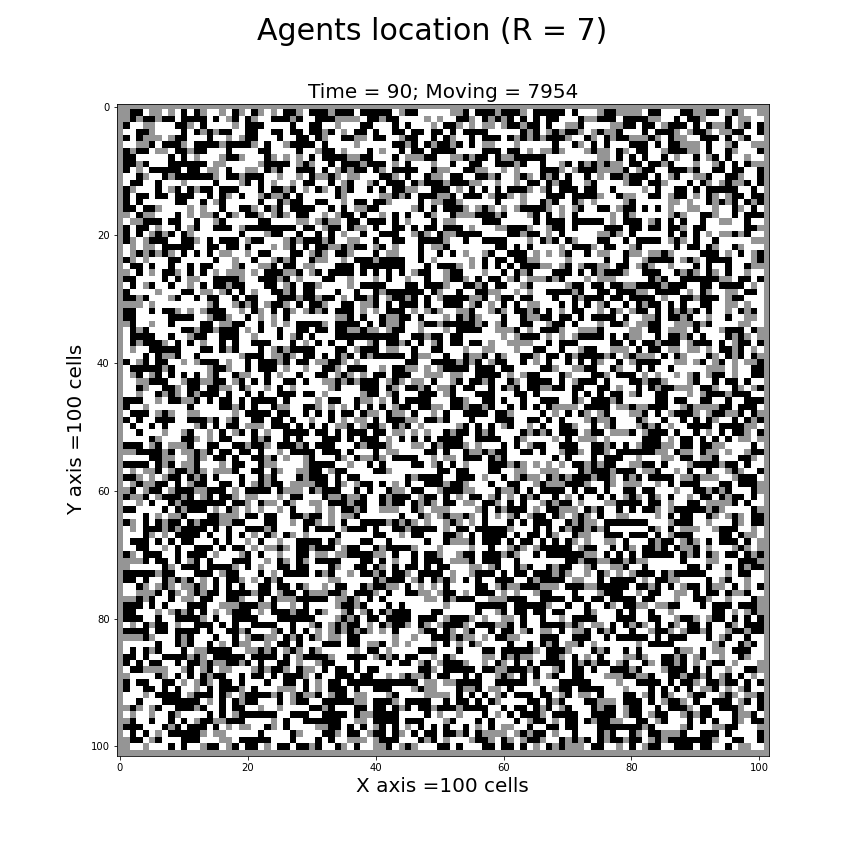 Agents location (R = 7)
Time = 90; Moving = 7954
0
20
40
60
80
100
Y axis =100 cells
0 20 40 60 80 100
X axis =100 cells